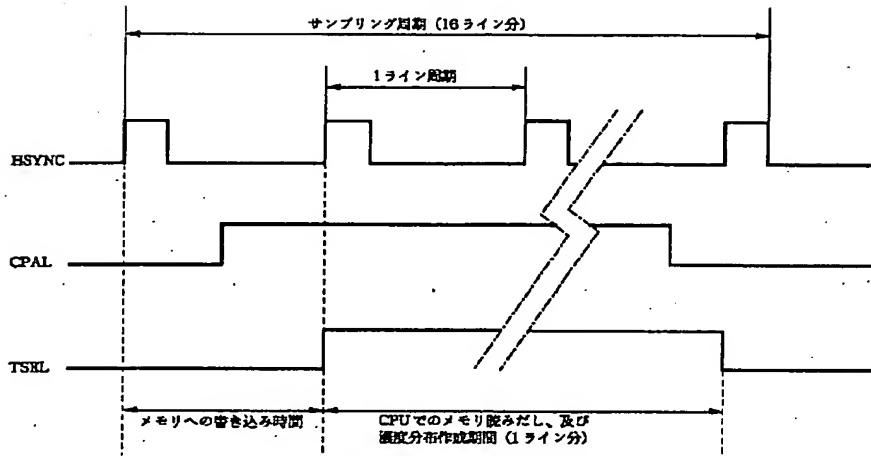 サンプリング周期（16ライン分）
1ライン周期
HSYNC
CPAL
TSEL
メモリへの書き込み時間
CPUでのメモリ読みだし、及び
濃度分布作成期間（1ライン分）